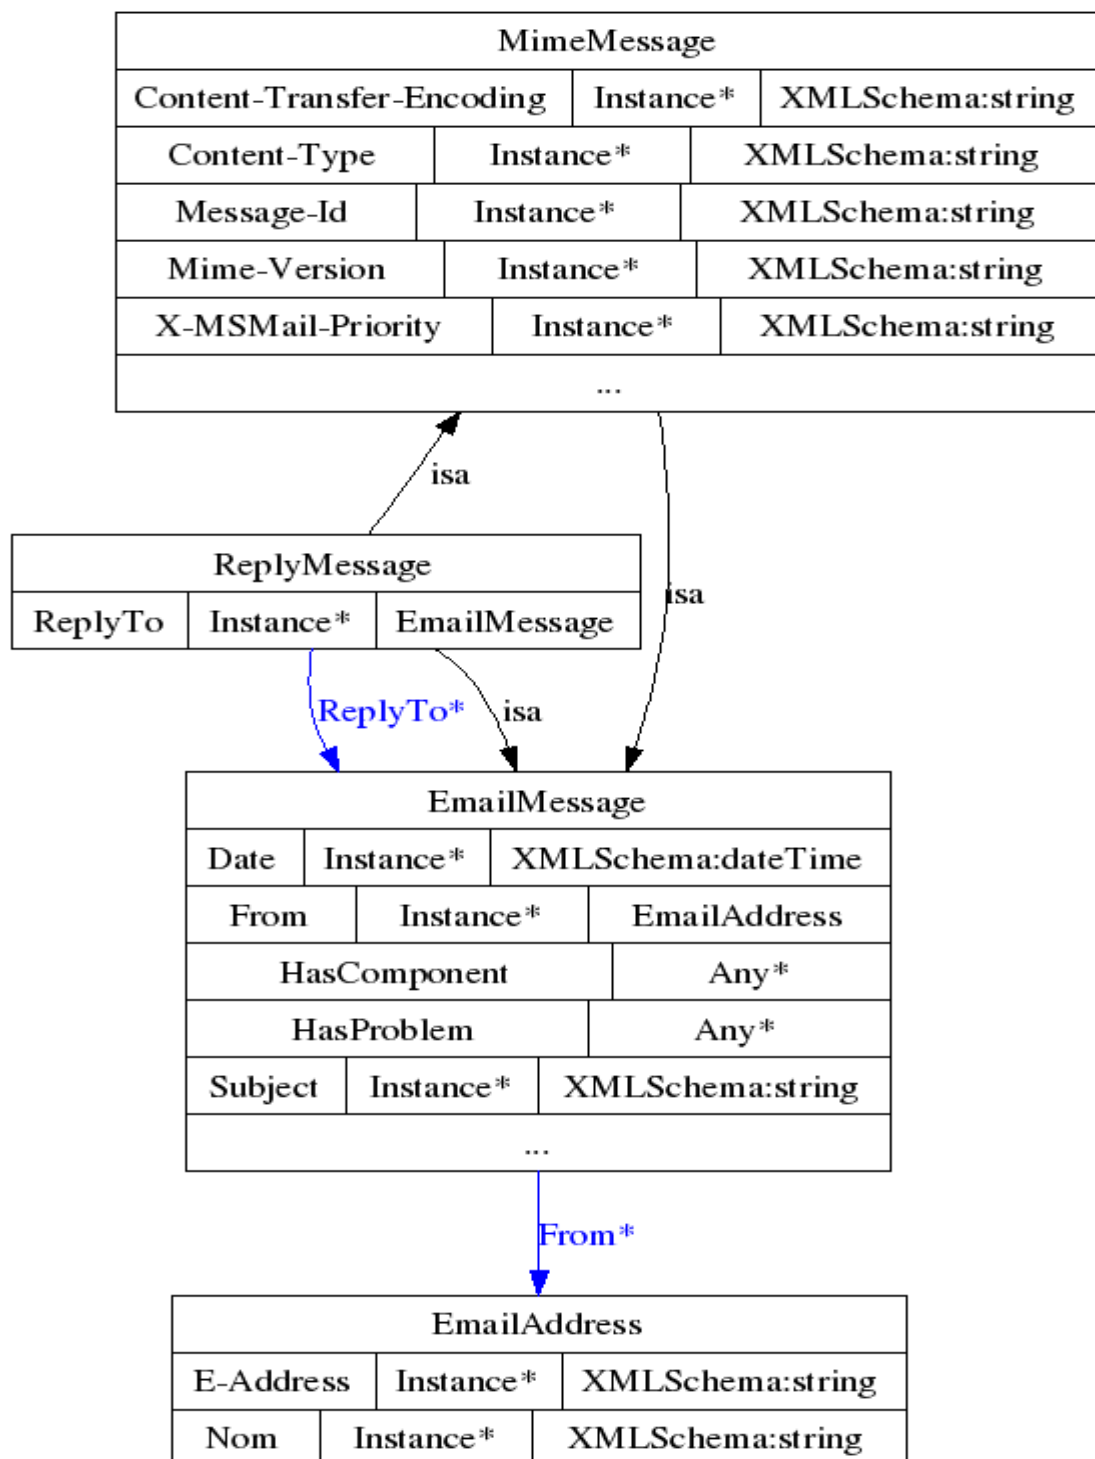 MimeMessage
Content-Transfer-Encoding Instance* XMLSchema:string
Content-Type Instance* XMLSchema:string
Message-Id Instance* XMLSchema:string
Mime-Version Instance* XMLSchema:string
X-MSMail-Priority Instance* XMLSchema:string
...
isa
ReplyMessage
isa
ReplyTo Instance* EmailMessage
ReplyTo* isa
EmailMessage
Date Instance* XMLSchema:dateTime
From Instance* EmailAddress
HasComponent Any*
HasProblem Any*
Subject Instance* XMLSchema:string
...
From*
EmailAddress
E-Address Instance* XMLSchema:string
Nom Instance* XMLSchema:string